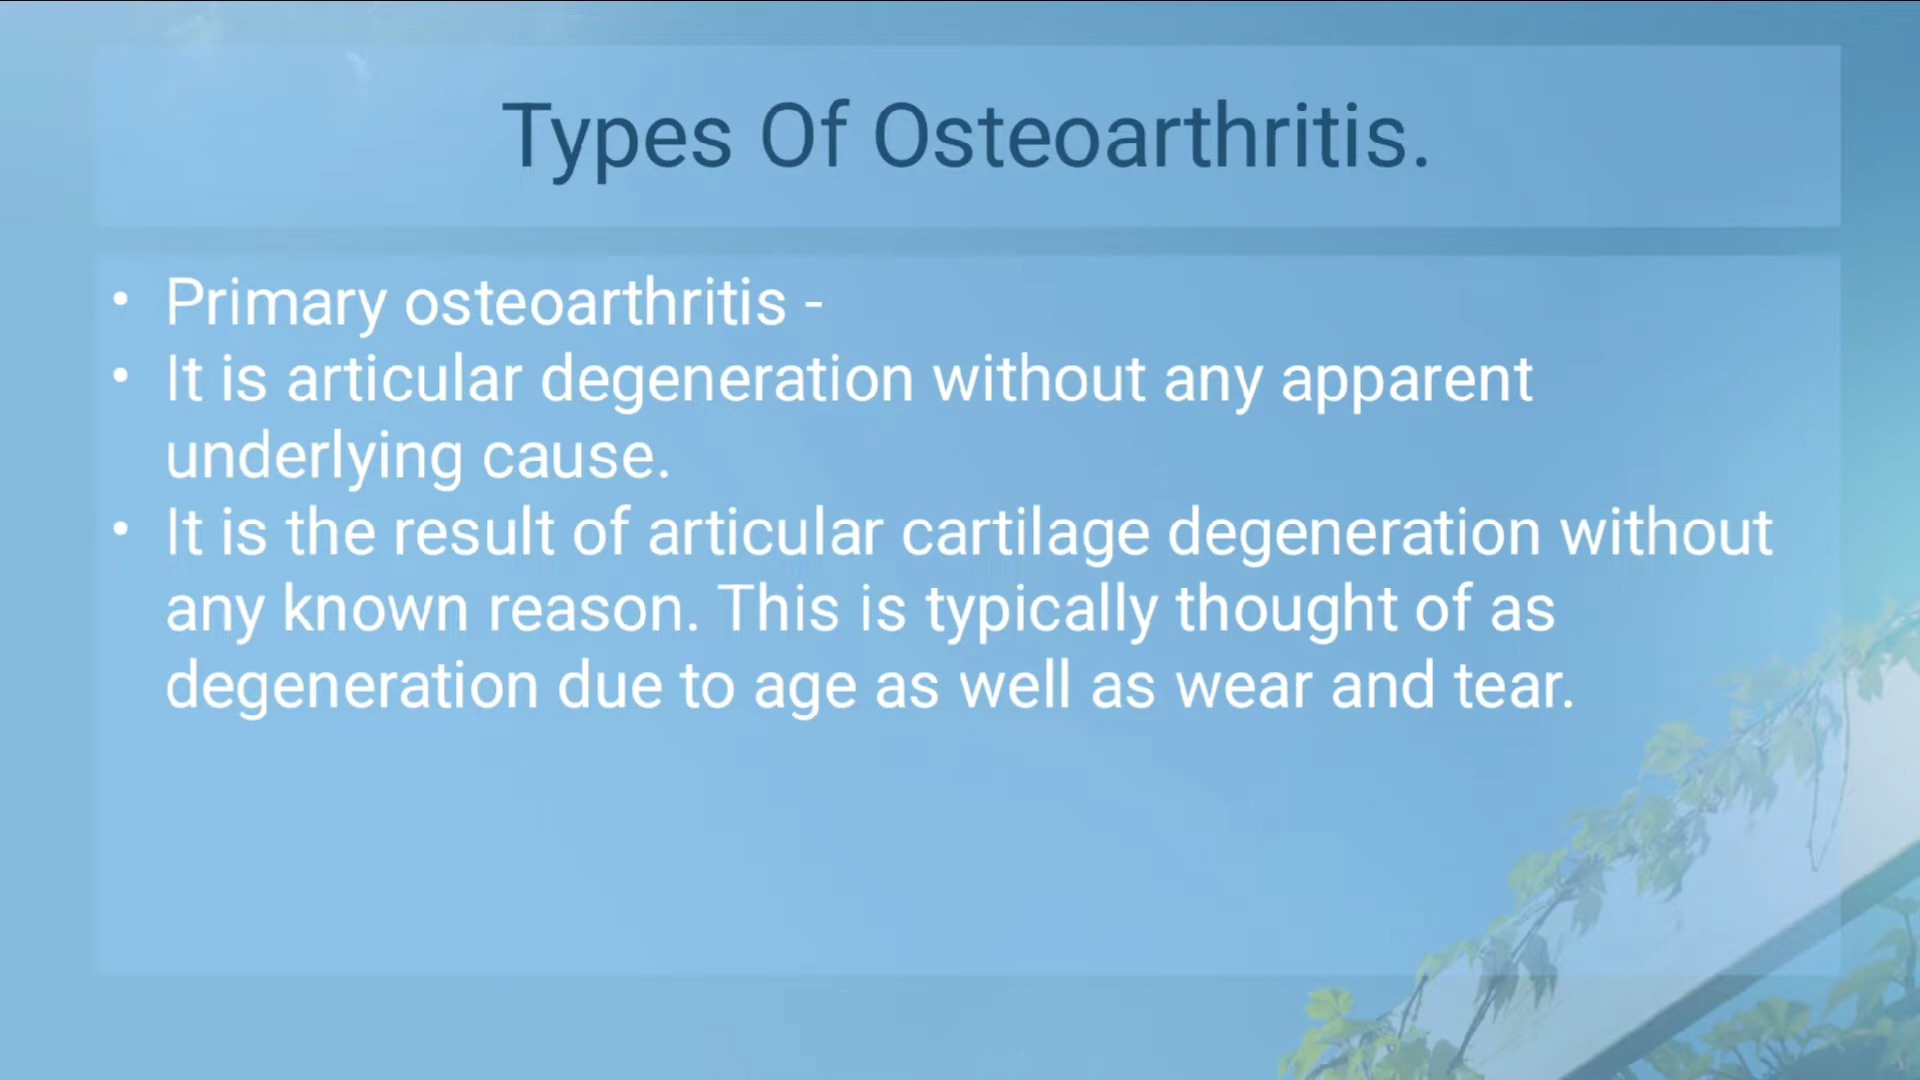 Types Of Osteoarthritis.
• Primary osteoarthritis -
• It is articular degeneration without any apparent
underlying cause.
• It is the result of articular cartilage degeneration without
any known reason. This is typically thought of as
degeneration due to age as well as wear and tear.